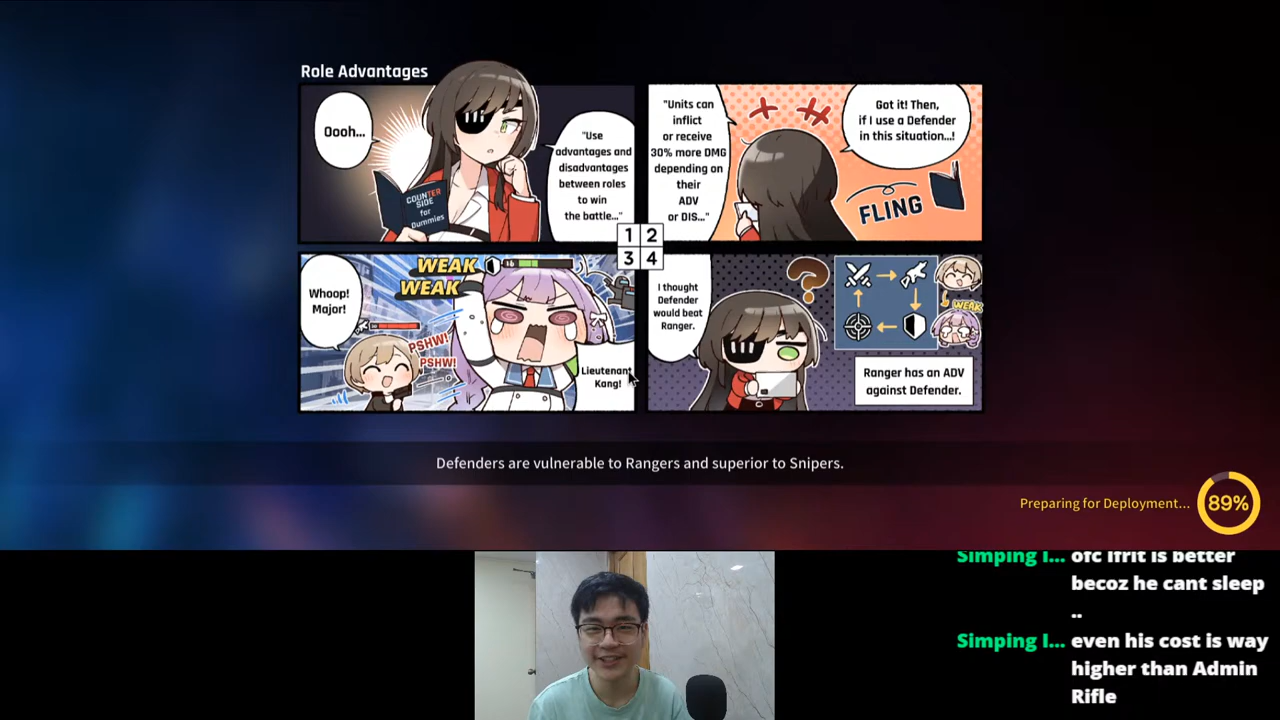 Role Advantages
Oooh...
COUNTER
SIDE
for
Dummies
"Use
advantages and
disadvantages
between roles
to win
the battle..."
"Units can
inflict
or receive
30% more DMG
depending on
their
ADV
or DIS..."
Got it! Then,
if I use a Defender
in this situation...!
FLING
1 2
3 4
Whoop!
Major!
WEAK
WEAK
16
PSHW!
PSHW!
Lieutenant
Kang!
I thought
Defender
would beat
Ranger.
WEAK
Ranger has an ADV
against Defender.
Defenders are vulnerable to Rangers and superior to Snipers.
Preparing for Deployment...
89%
Simping I... ofc Ifrit is better
becoz he cant sleep
..
Simping I... even his cost is way
higher than Admin
Rifle